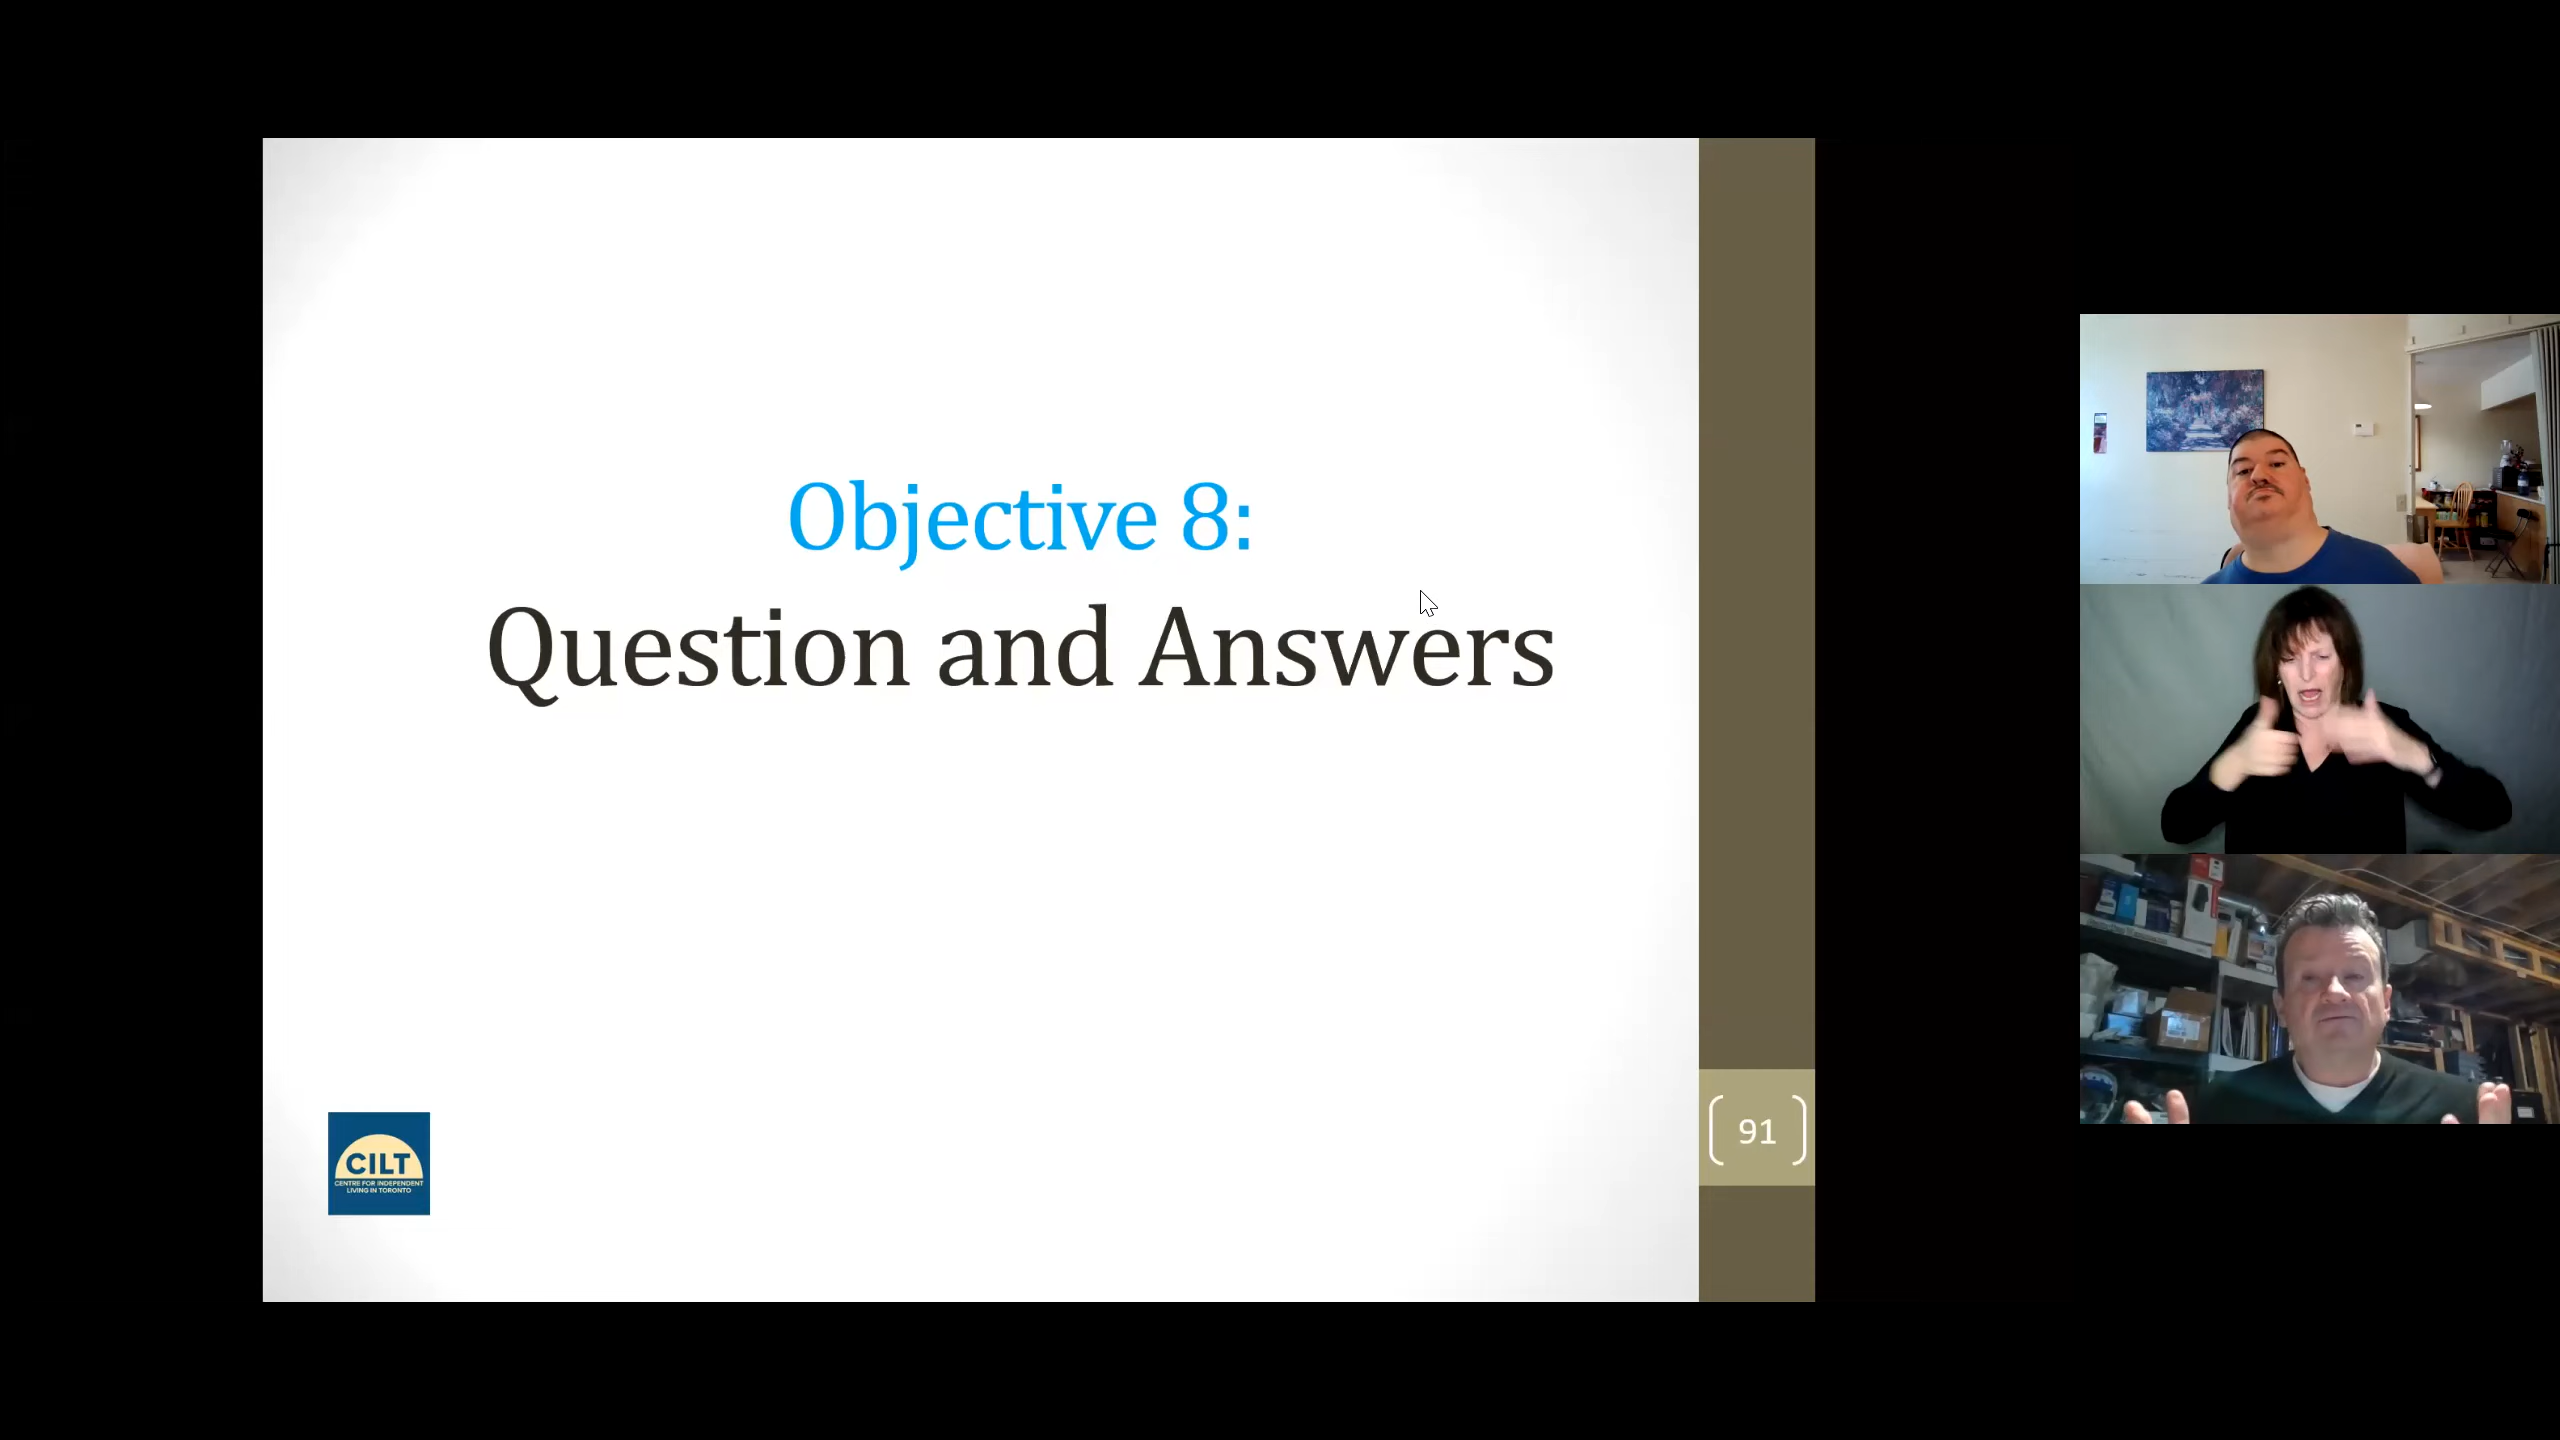 Objective 8:
Question and Answers
CILT
CENTRE FOR INDEPENDENT
LIVING IN TORONTO
91